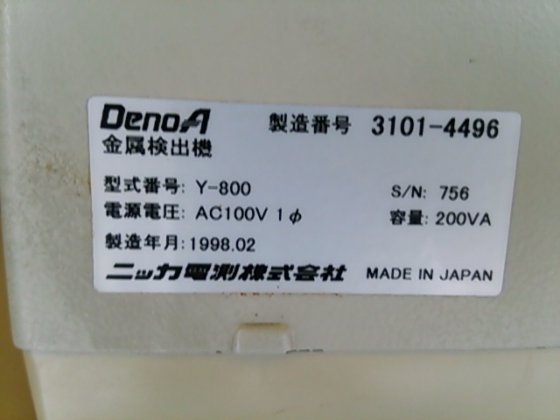 DenoA 製造番号 3101-4496
金属検出機
型式番号: Y-800 S/N: 756
電源電圧: AC100V 1φ 容量: 200VA
製造年月: 1998.02
ニッカ電測株式会社 MADE IN JAPAN